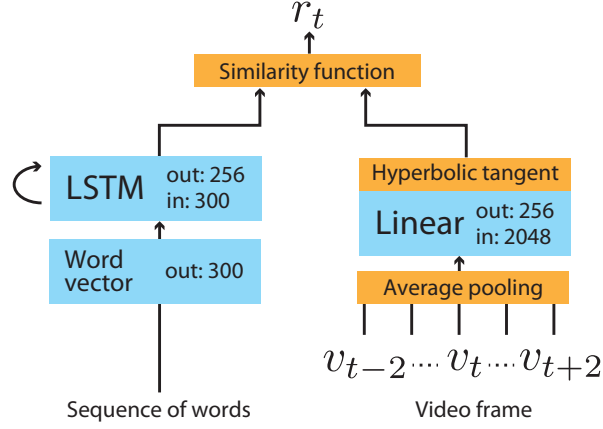 r_t
Similarity function
LSTM
out: 256
in: 300
Word
vector
out: 300
Sequence of words
Hyperbolic tangent
Linear
out: 256
in: 2048
Average pooling
v_{t-2} ···· v_t ···· v_{t+2}
Video frame